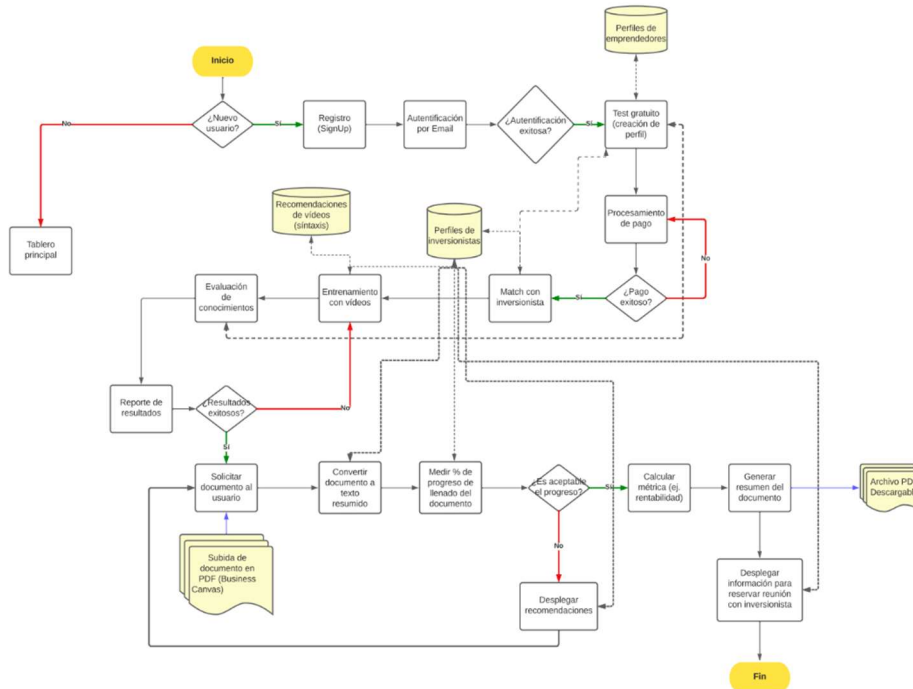 Perfiles de
emprendedores
Inicio
¿Nuevo
usuario?
No
Sí
Registro
(SignUp)
Autentificación
por Email
¿Autentificación
exitosa?
Sí
Test gratuito
(creación de
perfil)
Recomendaciones
de vídeos
(síntaxis)
Perfiles de
inversionistas
Procesamiento
de pago
No
Tablero
principal
Evaluación
de
conocimientos
Entrenamiento
con vídeos
Match con
inversionista
Sí
¿Pago
exitoso?
Reporte de
resultados
¿Resultados
exitosos?
No
Sí
Solicitar
documento al
usuario
Convertir
documento a
texto
resumido
Medir % de
progreso de
llenado del
documento
¿Es aceptable
el progreso?
Sí
Calcular
métrica (ej.
rentabilidad)
Generar
resumen del
documento
Archivo PD
Descargabl
No
Subida de
documento en
PDF (Business
Canvas)
Desplegar
recomendaciones
Desplegar
información para
reservar reunión
con inversionista
Fin